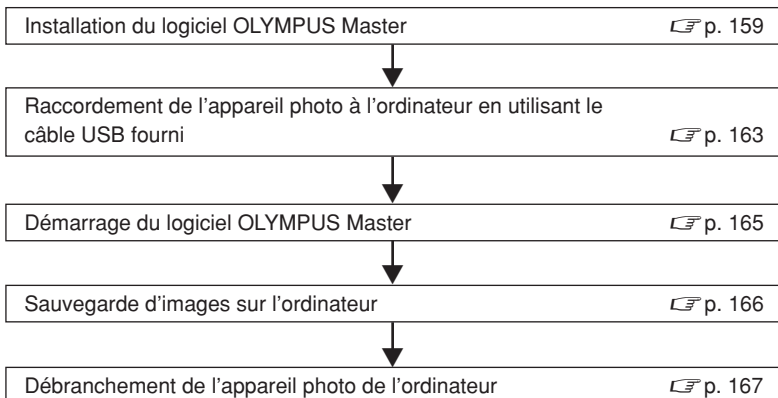 Installation du logiciel OLYMPUS Master p. 159
Raccordement de l'appareil photo à l'ordinateur en utilisant le
câble USB fourni p. 163
Démarrage du logiciel OLYMPUS Master p. 165
Sauvegarde d'images sur l'ordinateur p. 166
Débranchement de l'appareil photo de l'ordinateur p. 167